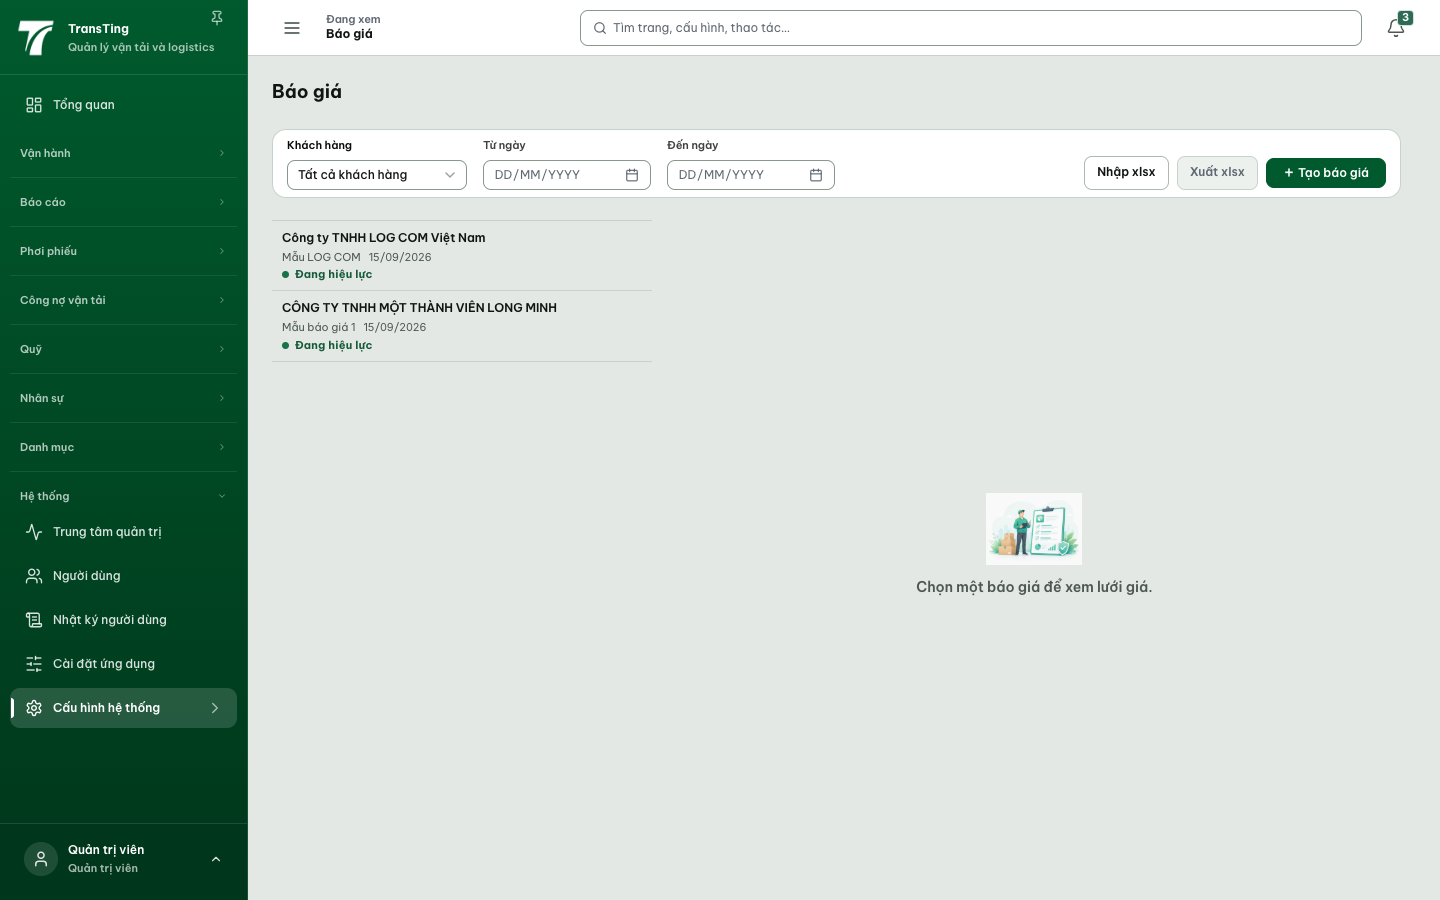 TransTing
Quản lý vận tải và logistics
Tổng quan
Vận hành
Báo cáo
Phơi phiếu
Công nợ vận tải
Quỹ
Nhân sự
Danh mục
Hệ thống
Trung tâm quản trị
Người dùng
Nhật ký người dùng
Cài đặt ứng dụng
Cấu hình hệ thống
Quản trị viên
Quản trị viên
Đang xem
Báo giá
Tìm trang, cấu hình, thao tác...
3
Báo giá
Khách hàng
Từ ngày
Đến ngày
Tất cả khách hàng
DD/MM/YYYY
DD/MM/YYYY
Nhập xlsx
Xuất xlsx
+ Tạo báo giá
Công ty TNHH LOG COM Việt Nam
Mẫu LOG COM 15/09/2026
Đang hiệu lực
CÔNG TY TNHH MỘT THÀNH VIÊN LONG MINH
Mẫu báo giá 1 15/09/2026
Đang hiệu lực
Chọn một báo giá để xem lưới giá.